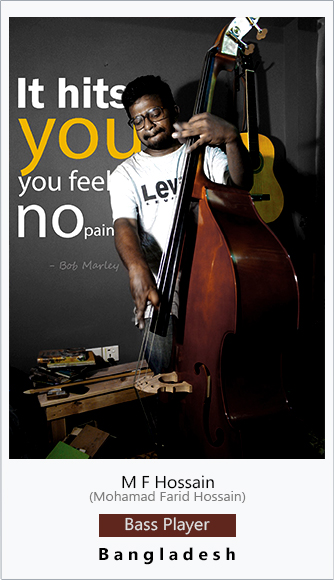 It hits
you
you feel
no pain
- Bob Marley
Levi
M F Hossain
(Mohamad Farid Hossain)
Bass Player
Bangladesh